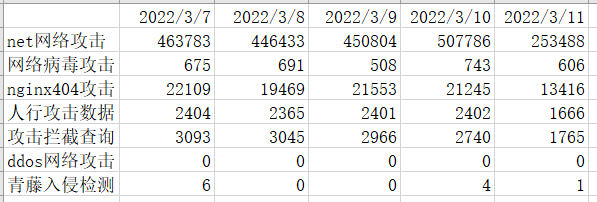 2022/3/7 2022/3/8 2022/3/9 2022/3/10 2022/3/11
net网络攻击 463783 446433 450804 507786 253488
网络病毒攻击 675 691 508 743 606
nginx404攻击 22109 19469 21553 21245 13416
人行攻击数据 2404 2365 2401 2402 1666
攻击拦截查询 3093 3045 2966 2740 1765
ddos网络攻击 0 0 0 0 0
青藤入侵检测 6 0 0 4 1